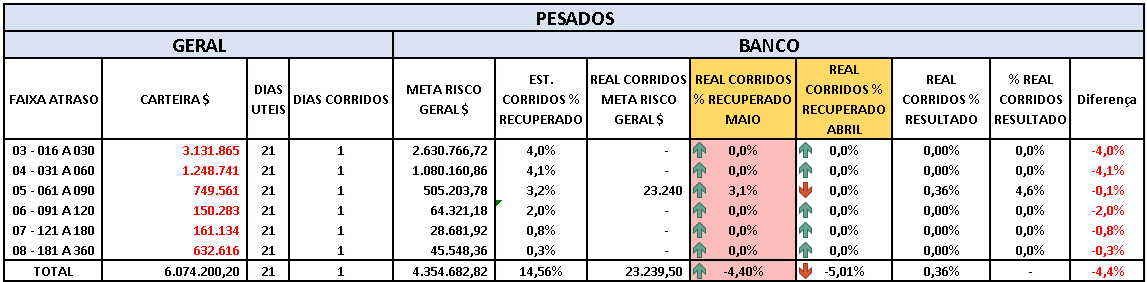 PESADOS
GERAL BANCO
FAIXA ATRASO CARTEIRA $ DIAS UTEIS DIAS CORRIDOS META RISCO GERAL $ EST. CORRIDOS % RECUPERADO REAL CORRIDOS META RISCO GERAL $ REAL CORRIDOS % RECUPERADO MAIO REAL CORRIDOS % RECUPERADO ABRIL REAL CORRIDOS % RESULTADO % REAL CORRIDOS RESULTADO Diferença
03 - 016 A 030 3.131.865 21 1 2.630.766,72 4,0% - 0,0% 0,0% 0,00% 0,0% -4,0%
04 - 031 A 060 1.248.741 21 1 1.080.160,86 4,1% - 0,0% 0,0% 0,00% 0,0% -4,1%
05 - 061 A 090 749.561 21 1 505.203,78 3,2% 23.240 3,1% 0,0% 0,36% 4,6% -0,1%
06 - 091 A 120 150.283 21 1 64.321,18 2,0% - 0,0% 0,0% 0,00% 0,0% -2,0%
07 - 121 A 180 161.134 21 1 28.681,92 0,8% - 0,0% 0,0% 0,00% 0,0% -0,8%
08 - 181 A 360 632.616 21 1 45.548,36 0,3% - 0,0% 0,0% 0,00% 0,0% -0,3%
TOTAL 6.074.200,20 21 1 4.354.682,82 14,56% 23.239,50 -4,40% -5,01% 0,36% - -4,4%